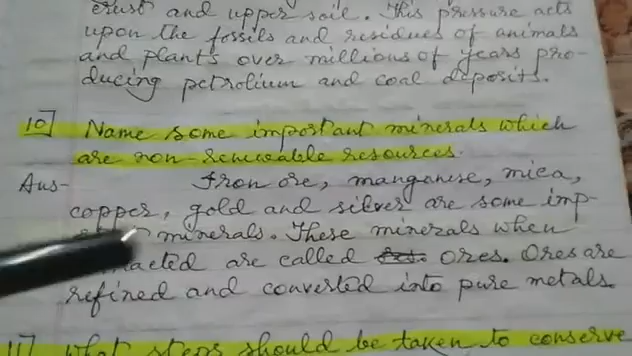 crust and upper soil. This pressure acts
upon the fossils and residues of animals
and plants over millions of years pro-
ducing petrolium and coal deposits.
10] Name some important minerals which
are non-renewable resources.
Ans- Iron ore, manganese, mica,
copper, gold and silver are some imp-
minerals. These minerals when
are called ores. Ores are
refined and converted into pure metals.
11] What steps should be taken to conserve